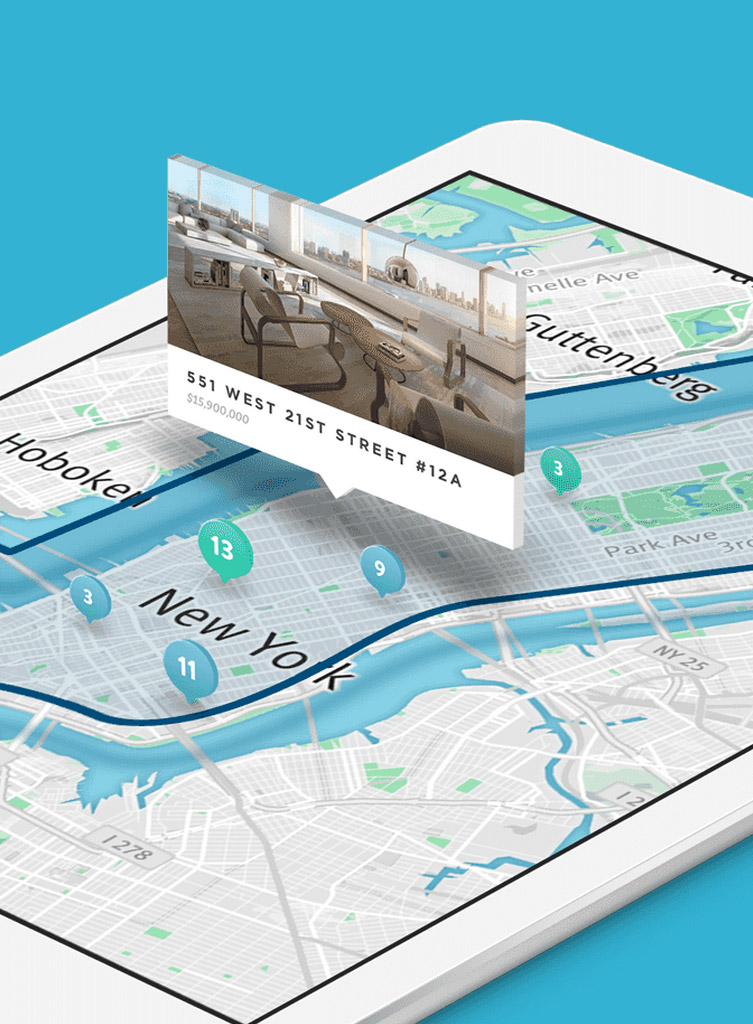 nelle Ave
Guttenberg
551 WEST 21ST STREET #12A
$15,900,000
Hoboken
3
13
9
3
Park Ave
3r
New York
11
NY 25
I 2
I 278